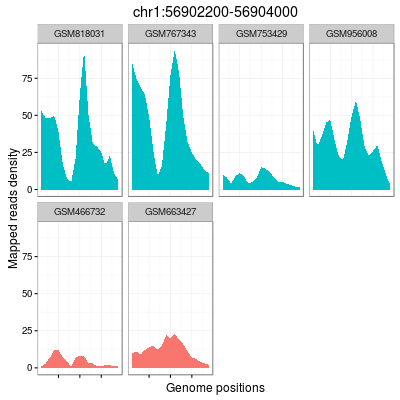 chr1:56902200-56904000
GSM818031 GSM767343 GSM753429 GSM956008
75
50
25
0
Mapped reads density
GSM466732 GSM663427
75
50
25
0
Genome positions